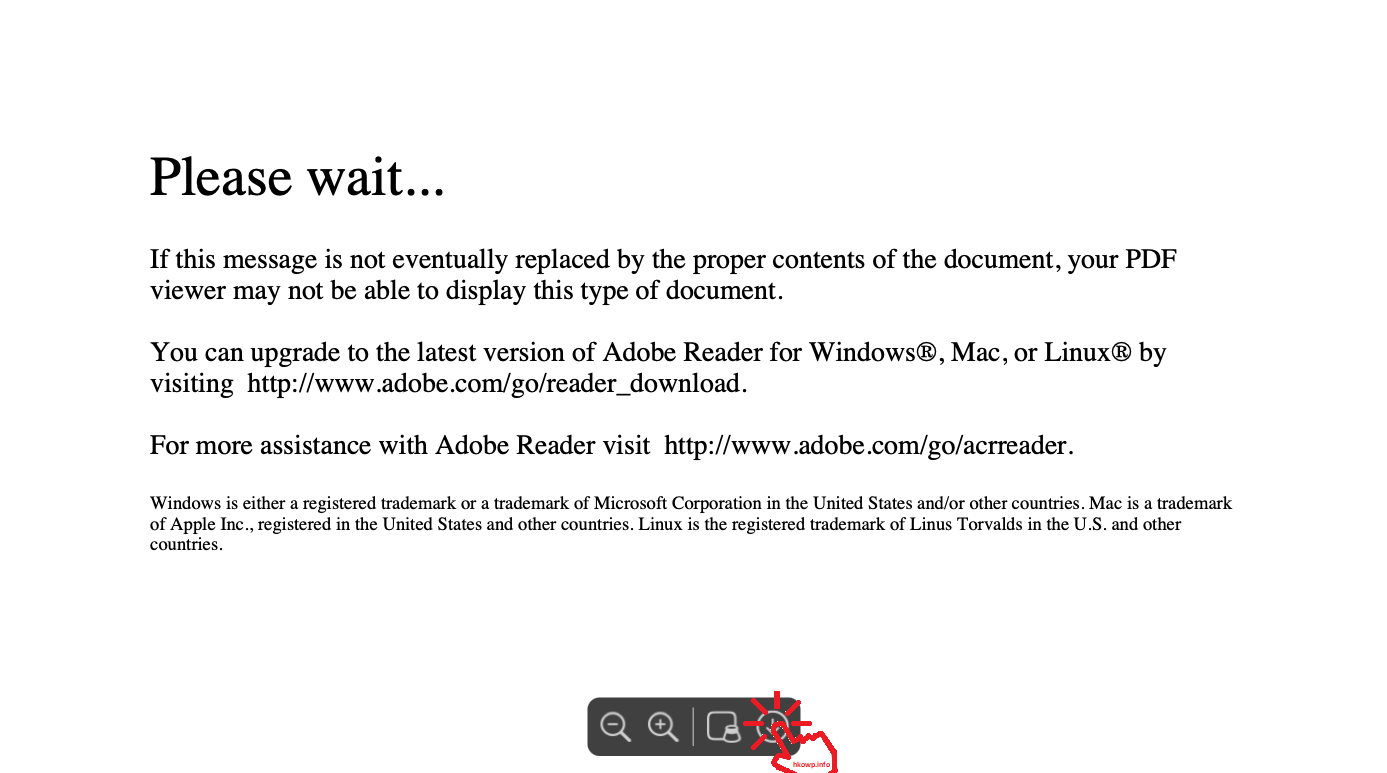 Please wait...
If this message is not eventually replaced by the proper contents of the document, your PDF
viewer may not be able to display this type of document.
You can upgrade to the latest version of Adobe Reader for Windows®, Mac, or Linux® by
visiting  http://www.adobe.com/go/reader_download.
For more assistance with Adobe Reader visit  http://www.adobe.com/go/acrreader.
Windows is either a registered trademark or a trademark of Microsoft Corporation in the United States and/or other countries. Mac is a trademark
of Apple Inc., registered in the United States and other countries. Linux is the registered trademark of Linus Torvalds in the U.S. and other
countries.
hkowp.info